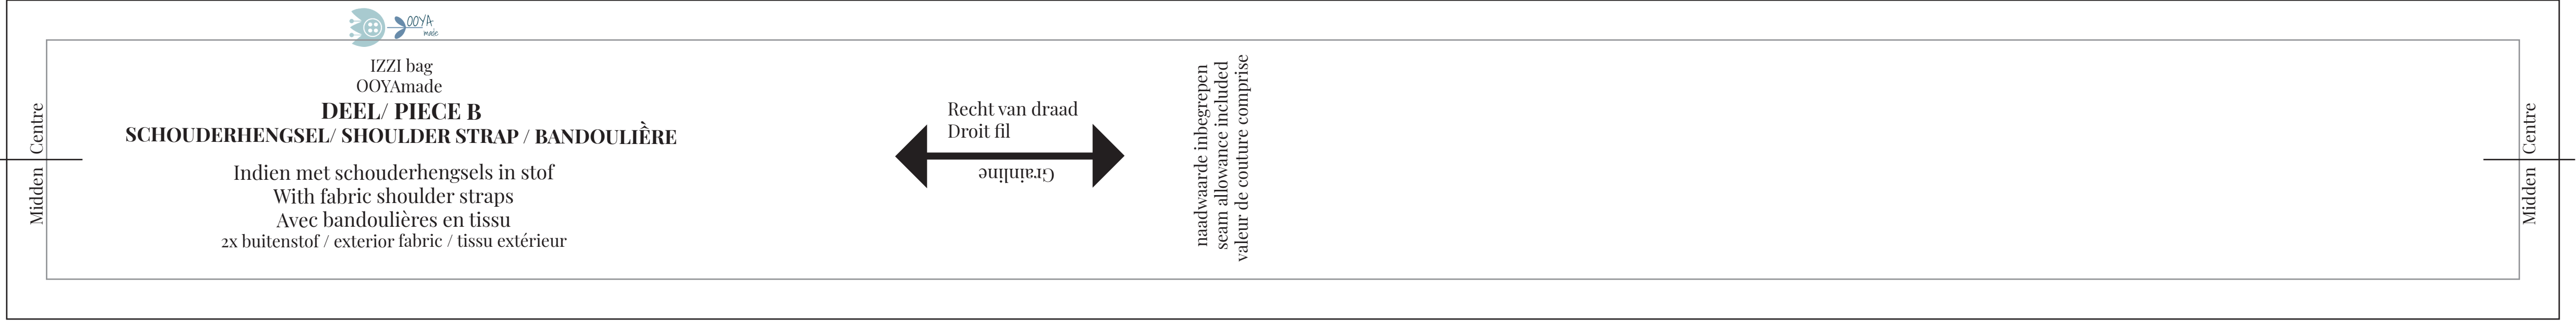 OOYA
made
IZZI bag
OOYAmade
DEEL/ PIECE B
SCHOUDERHENGSEL/ SHOULDER STRAP / BANDOULIÈRE
Indien met schouderhengsels in stof
With fabric shoulder straps
Avec bandoulières en tissu
2x buitenstof / exterior fabric / tissu extérieur
Midden Centre
Recht van draad
Droit fil
Grainline
naadwaarde inbegrepen
seam allowance included
valeur de couture comprise
Midden Centre